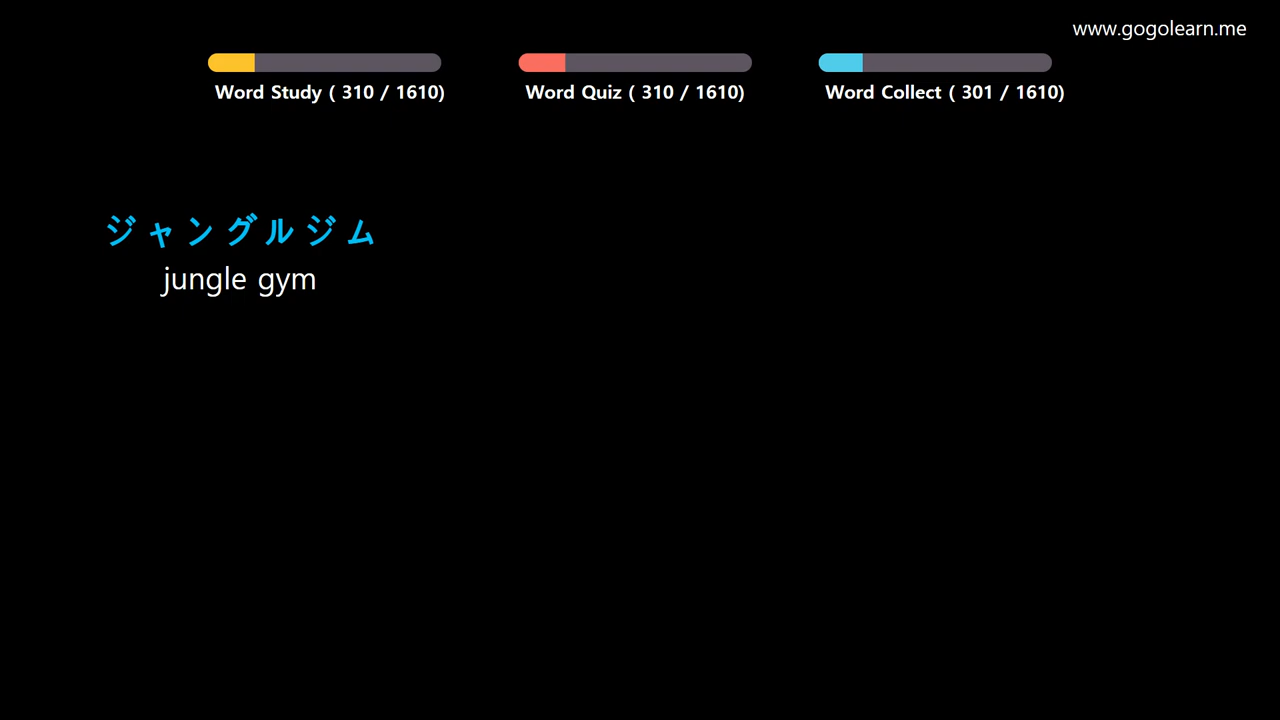 www.gogolearn.me
Word Study ( 310 / 1610)
Word Quiz ( 310 / 1610)
Word Collect ( 301 / 1610)
ジャングルジム
jungle gym